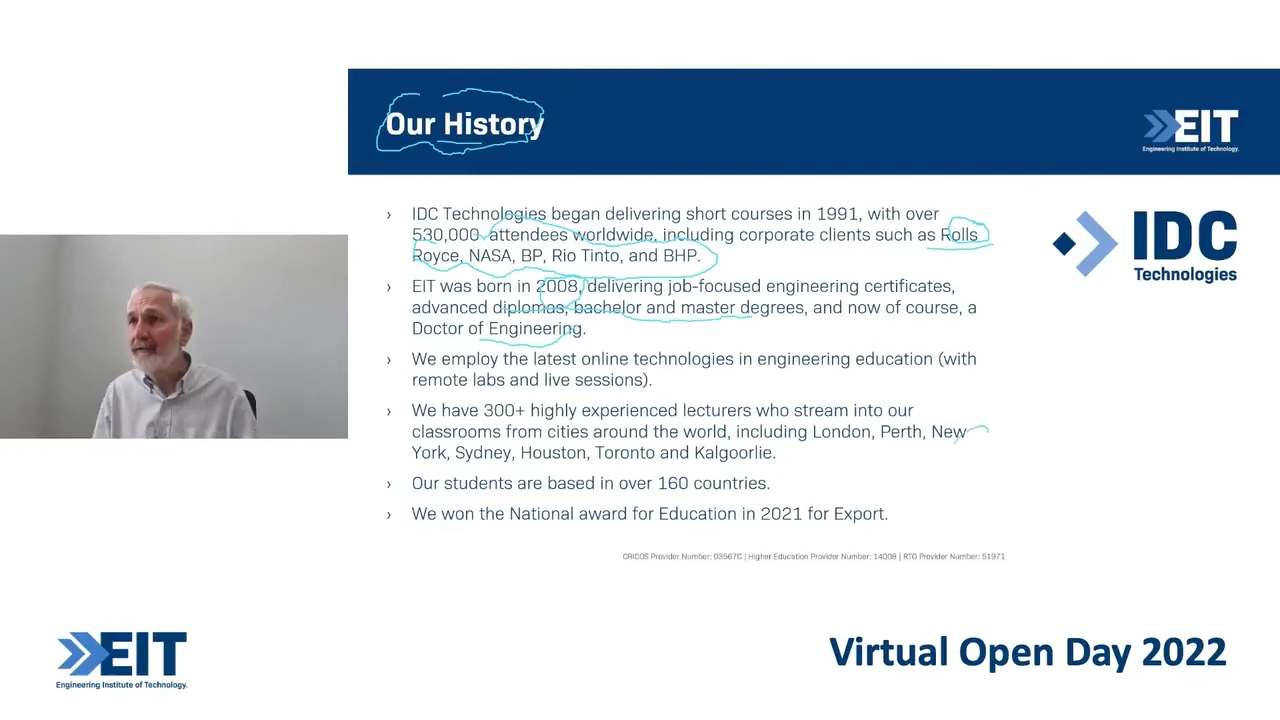 Our History
EIT
Engineering Institute of Technology.
› IDC Technologies began delivering short courses in 1991, with over
530,000 attendees worldwide, including corporate clients such as Rolls
Royce, NASA, BP, Rio Tinto, and BHP.
› EIT was born in 2008, delivering job-focused engineering certificates,
advanced diplomas, bachelor and master degrees, and now of course, a
Doctor of Engineering.
› We employ the latest online technologies in engineering education (with
remote labs and live sessions).
› We have 300+ highly experienced lecturers who stream into our
classrooms from cities around the world, including London, Perth, New
York, Sydney, Houston, Toronto and Kalgoorlie.
› Our students are based in over 160 countries.
› We won the National award for Education in 2021 for Export.
IDC
Technologies
CRICOS Provider Number: 03567C | Higher Education Provider Number: 14008 | RTO Provider Number: 51971
EIT
Engineering Institute of Technology.
Virtual Open Day 2022